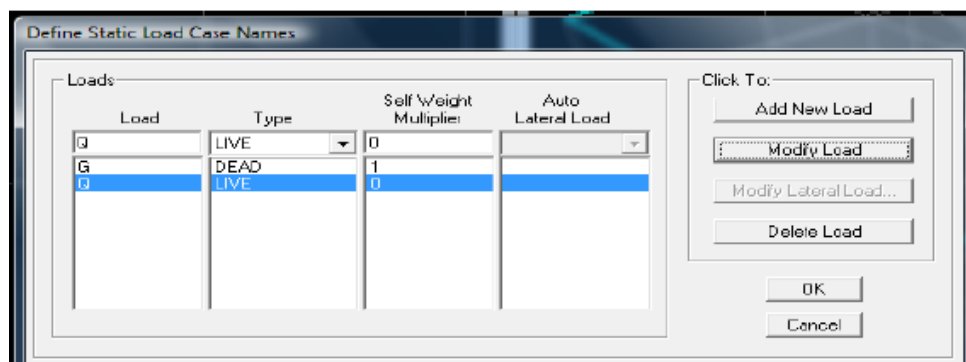 Define Static Load Case Names
Loads
Load Type Self Weight Multiplier Auto Lateral Load
Q LIVE 0
G DEAD 1
Q LIVE 0
Click To:
Add New Load
Modify Load
Modify Lateral Load...
Delete Load
OK
Cancel